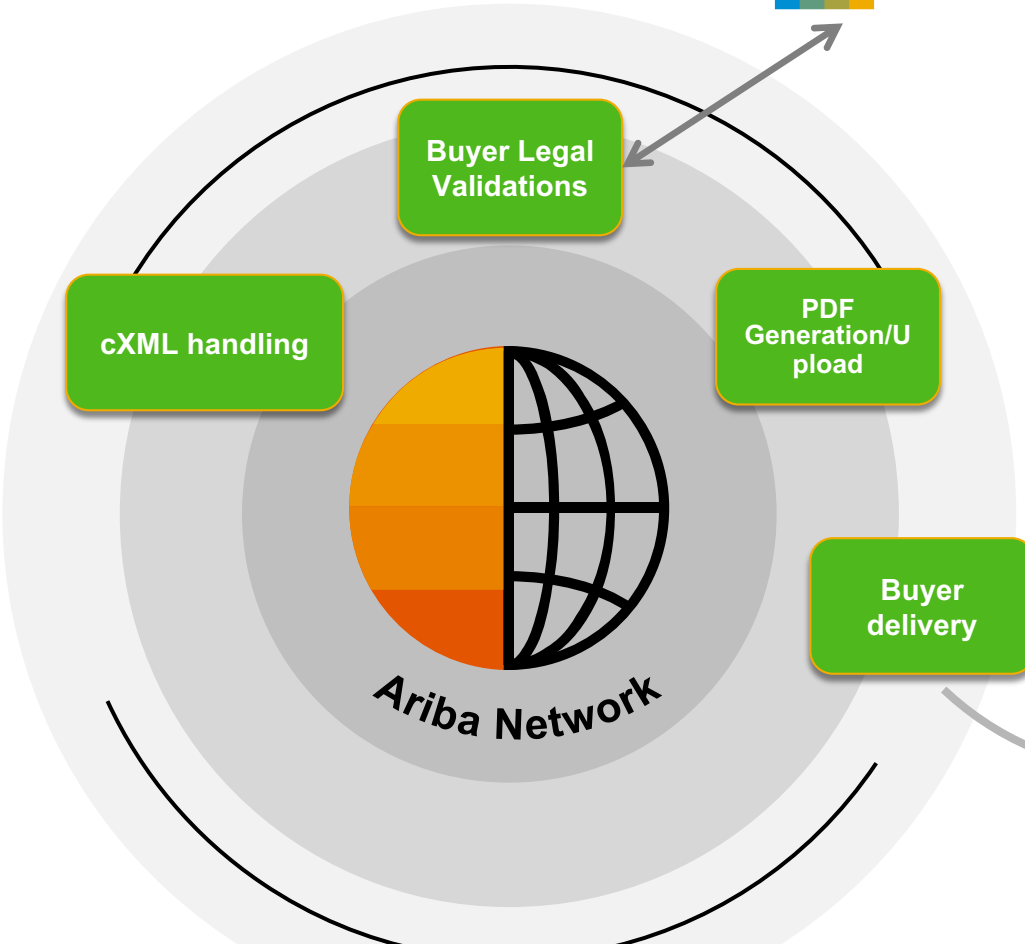 Buyer Legal
Validations
cXML handling
PDF
Generation/U
pload
Buyer
delivery
Ariba Network